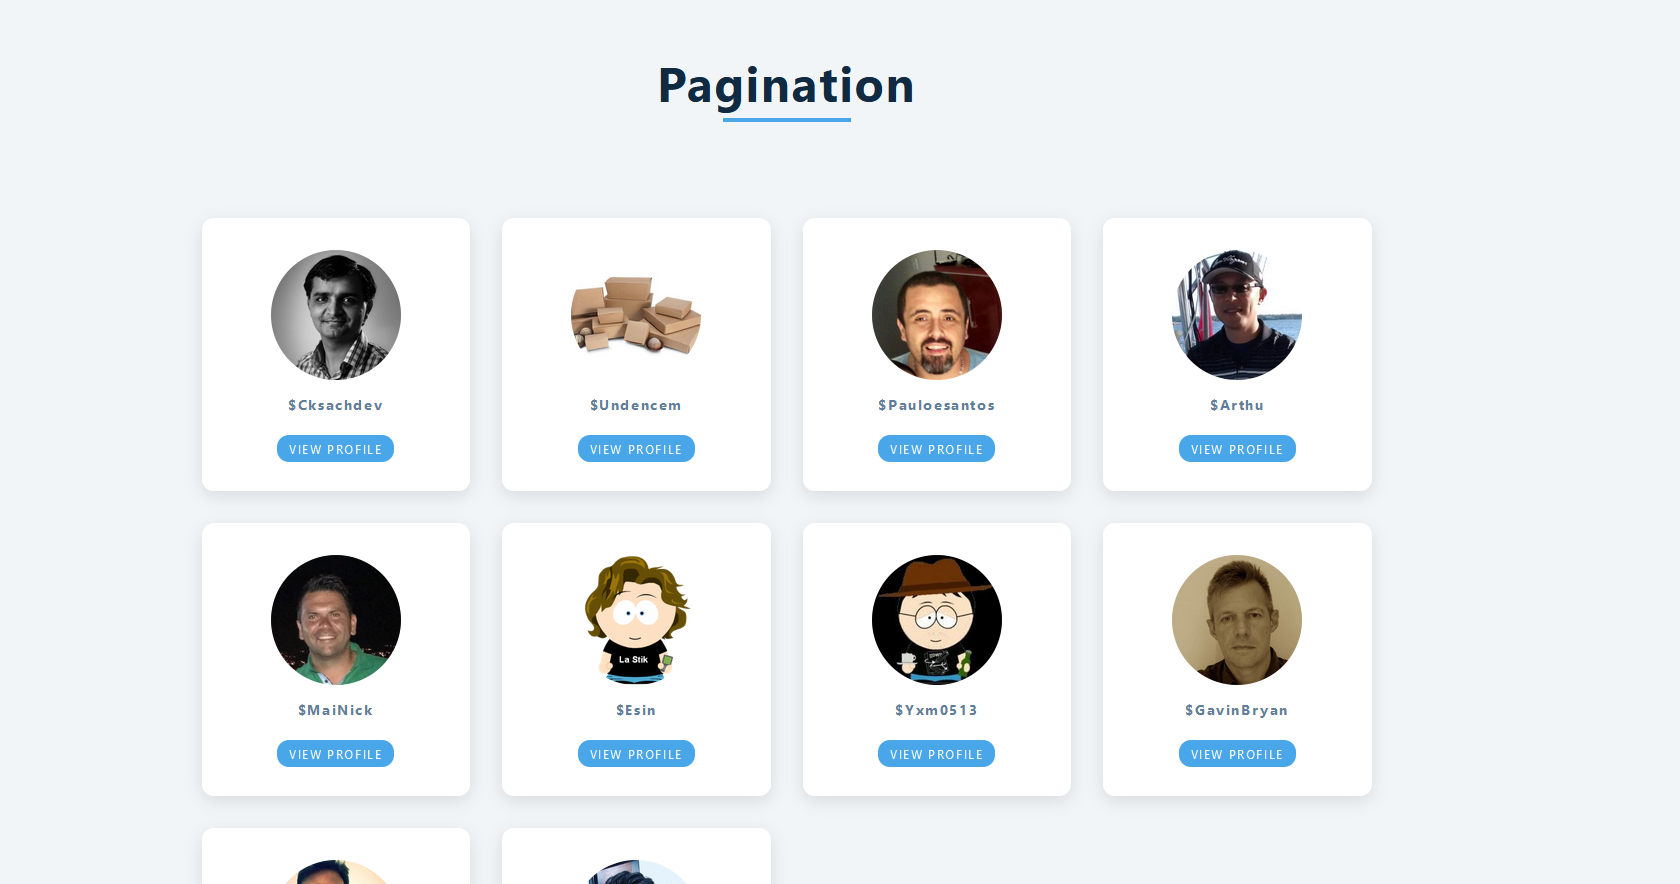 Pagination
$Cksachdev
$Undencem
$Pauloesantos
$Arthu
VIEW PROFILE
VIEW PROFILE
VIEW PROFILE
VIEW PROFILE
La Stik
$MaiNick
$Esin
$Yxm0513
$GavinBryan
VIEW PROFILE
VIEW PROFILE
VIEW PROFILE
VIEW PROFILE